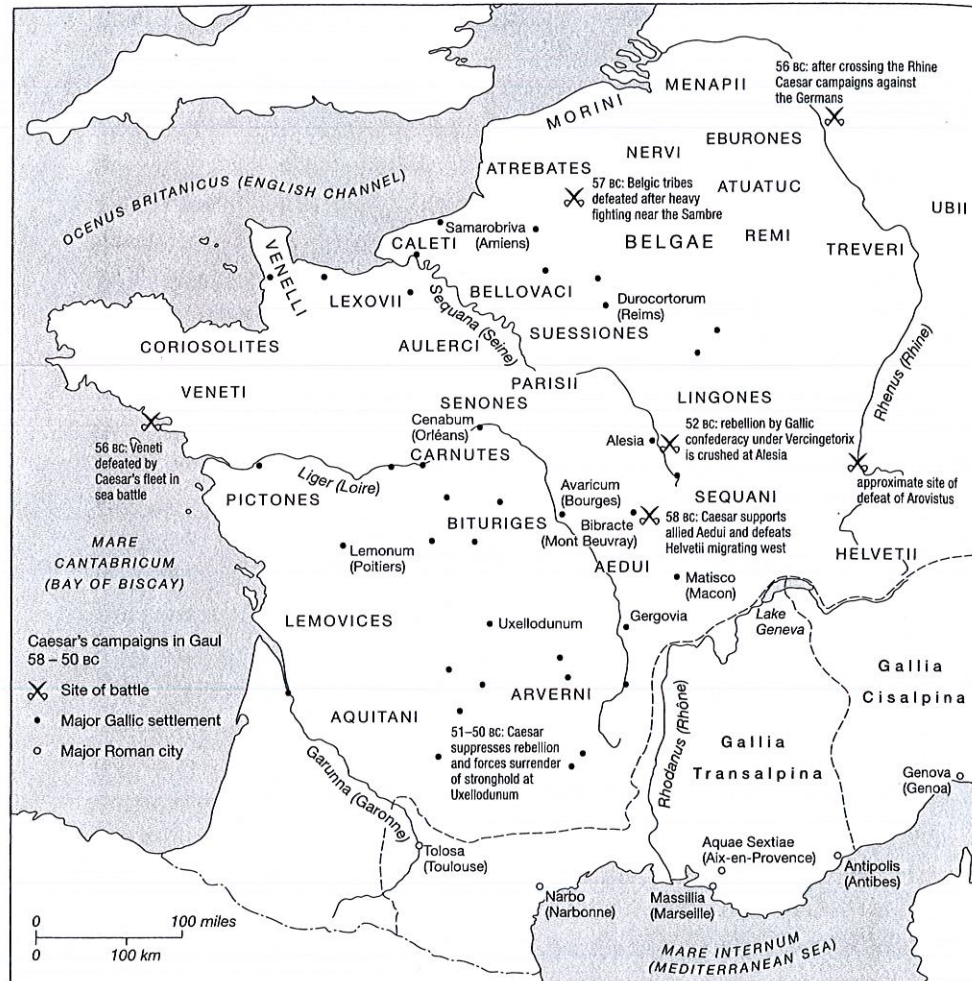 56 BC: after crossing the Rhine
Caesar campaigns against
the Germans
MENAPII
MORINI
EBURONES
NERVI
ATREBATES
ATUATUC
57 BC: Belgic tribes
defeated after heavy
fighting near the Sambre
UBII
OCENUS BRITANICUS (ENGLISH CHANNEL)
Samarobriva
(Amiens)
BELGAE
REMI
TREVERI
CALETI
VENELLI
LEXOVII
BELLOVACI
Sequana (Seine)
Durocortorum
(Reims)
SUESSIONES
CORIOSOLITES
AULERCI
Rhenus (Rhine)
PARISII
VENETI
LINGONES
SENONES
Cenabum
(Orléans)
CARNUTES
Alesia
52 BC: rebellion by Gallic
confederacy under Vercingetorix
is crushed at Alesia
56 BC: Veneti
defeated by
Caesar's fleet in
sea battle
Liger (Loire)
approximate site of
defeat of Arovistus
PICTONES
Avaricum
(Bourges)
SEQUANI
BITURIGES
Bibracte
(Mont Beuvray)
58 BC: Caesar supports
allied Aedui and defeats
Helvetii migrating west
MARE
CANTABRICUM
(BAY OF BISCAY)
Lemonum
(Poitiers)
AEDUI
HELVETII
Matisco
(Macon)
LEMOVICES
Uxellodunum
Gergovia
Lake
Geneva
Caesar's campaigns in Gaul
58 – 50 BC
Site of battle
Major Gallic settlement
Major Roman city
Gallia
Cisalpina
ARVERNI
AQUITANI
51–50 BC: Caesar
suppresses rebellion
and forces surrender
of stronghold at
Uxellodunum
Garunna (Garonne)
Rhodanus (Rhône)
Gallia
Transalpina
Genova
(Genoa)
Tolosa
(Toulouse)
Aquae Sextiae
(Aix-en-Provence)
Antipolis
(Antibes)
Narbo
(Narbonne)
Massillia
(Marseille)
0 100 miles
0 100 km
MARE INTERNUM
(MEDITERRANEAN SEA)